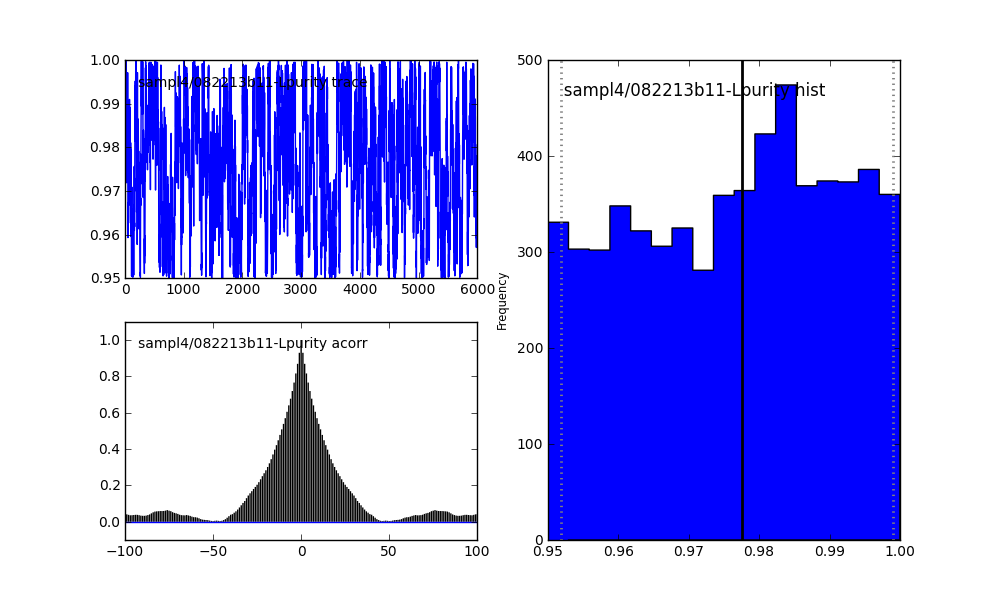 sampl4/082213b11-Lpurity trace
1.00
0.99
0.98
0.97
0.96
0.95
0 1000 2000 3000 4000 5000 6000
sampl4/082213b11-Lpurity acorr
1.0
0.8
0.6
0.4
0.2
0.0
−100 −50 0 50 100
sampl4/082213b11-Lpurity hist
Frequency
500
400
300
200
100
0
0.95 0.96 0.97 0.98 0.99 1.00